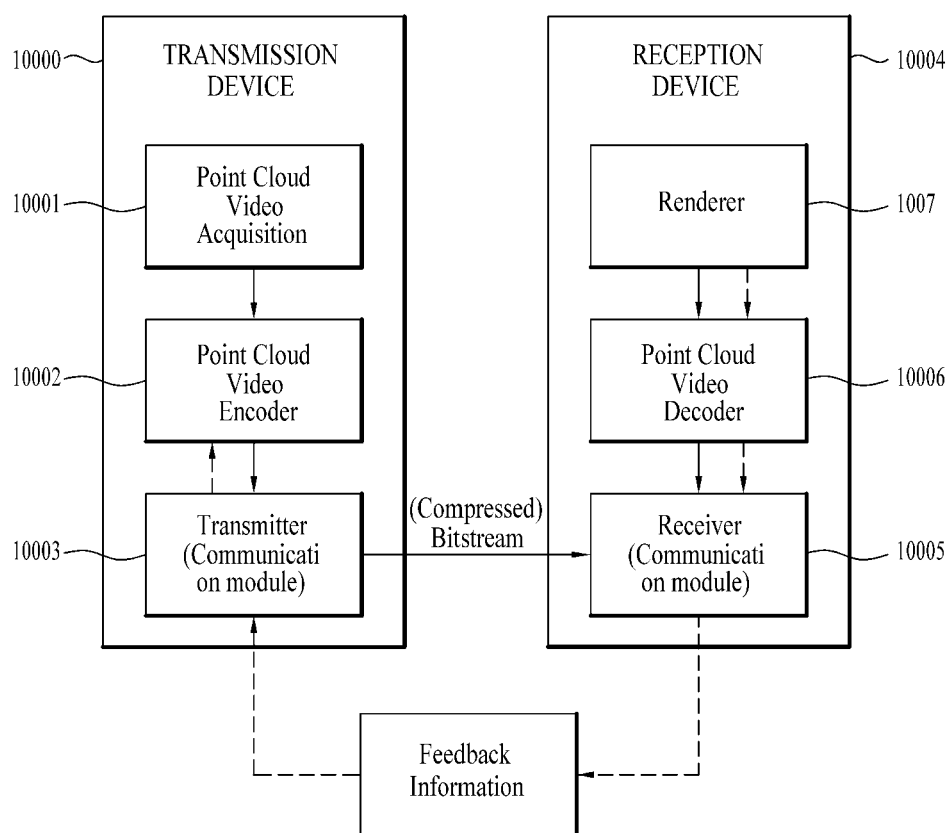 10000
TRANSMISSION
DEVICE
10001
Point Cloud
Video
Acquisition
10002
Point Cloud
Video
Encoder
10003
Transmitter
(Communicati
on module)
(Compressed)
Bitstream
RECEPTION
DEVICE
10004
Renderer
1007
Point Cloud
Video
Decoder
10006
Receiver
(Communicati
on module)
10005
Feedback
Information